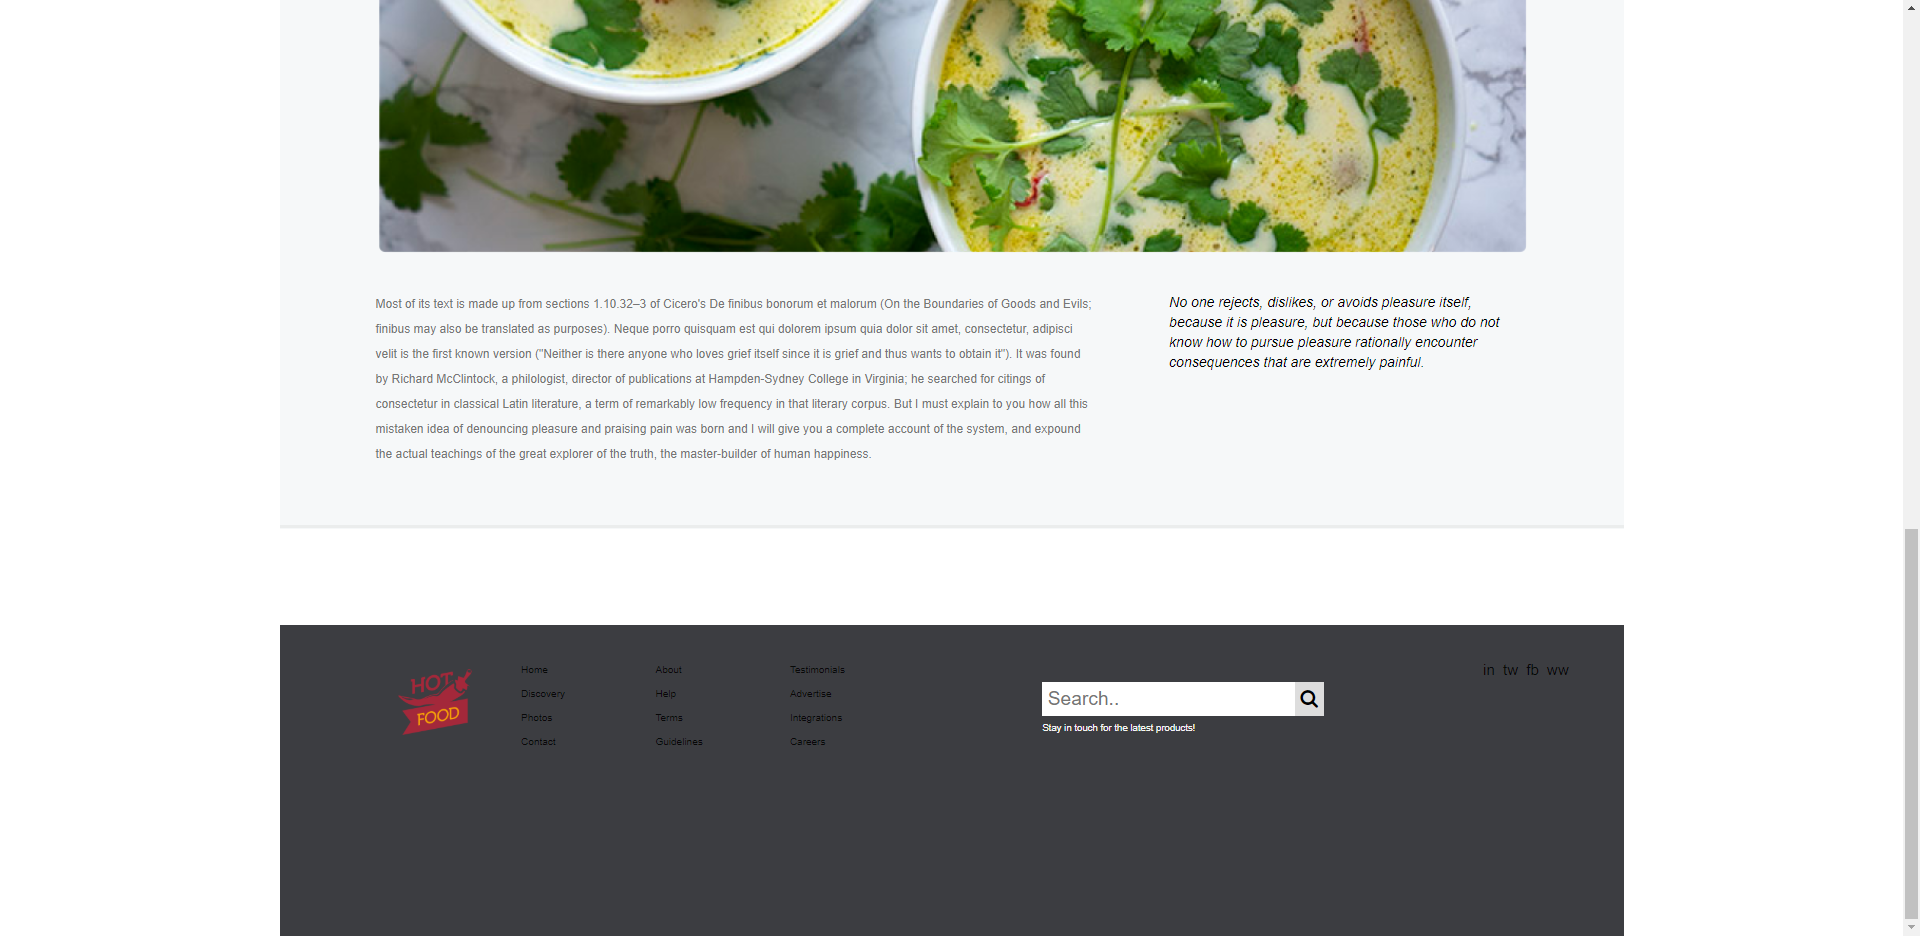 Most of its text is made up from sections 1.10.32–3 of Cicero's De finibus bonorum et malorum (On the Boundaries of Goods and Evils;
finibus may also be translated as purposes). Neque porro quisquam est qui dolorem ipsum quia dolor sit amet, consectetur, adipisci
velit is the first known version ("Neither is there anyone who loves grief itself since it is grief and thus wants to obtain it"). It was found
by Richard McClintock, a philologist, director of publications at Hampden-Sydney College in Virginia; he searched for citings of
consectetur in classical Latin literature, a term of remarkably low frequency in that literary corpus. But I must explain to you how all this
mistaken idea of denouncing pleasure and praising pain was born and I will give you a complete account of the system, and expound
the actual teachings of the great explorer of the truth, the master-builder of human happiness.
No one rejects, dislikes, or avoids pleasure itself,
because it is pleasure, but because those who do not
know how to pursue pleasure rationally encounter
consequences that are extremely painful.
HOT
FOOD
Home
Discovery
Photos
Contact
About
Help
Terms
Guidelines
Testimonials
Advertise
Integrations
Careers
Search..
Stay in touch for the latest products!
in tw fb ww